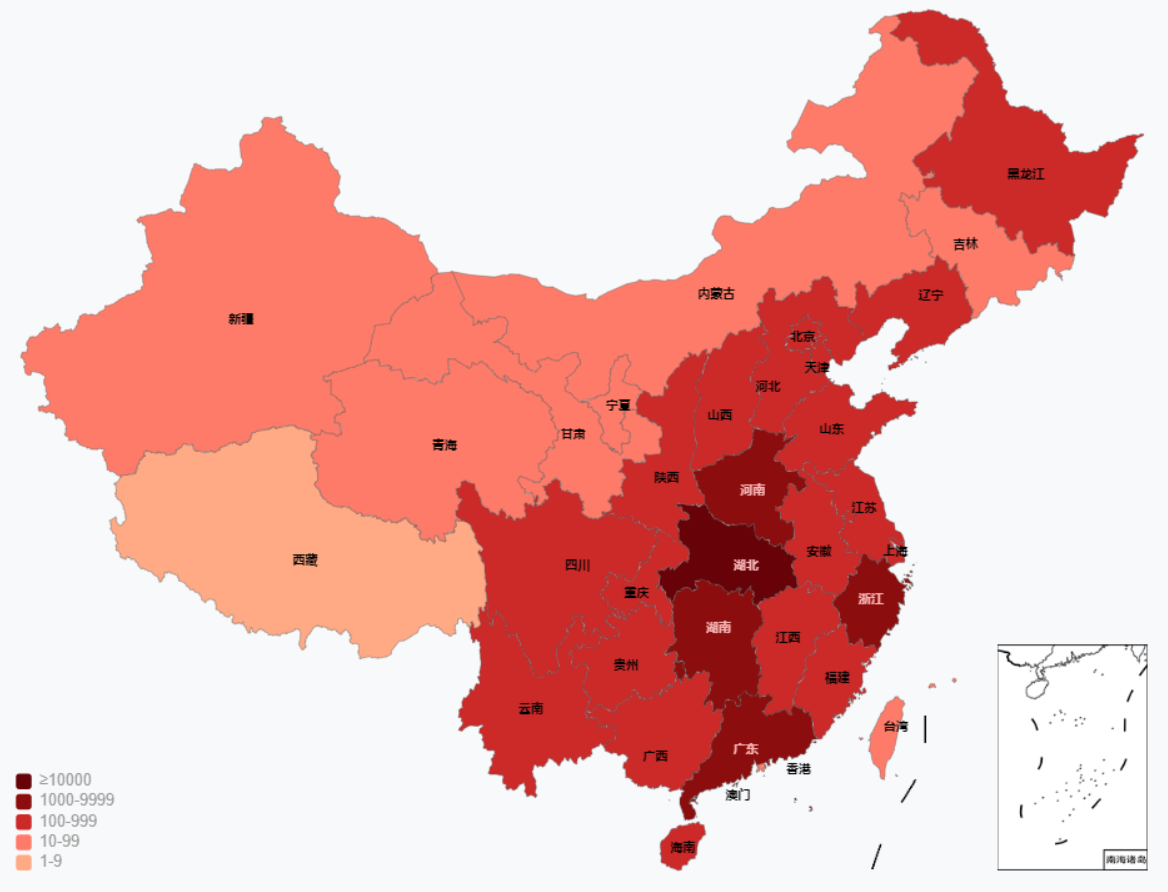 黑龙江
吉林
内蒙古
辽宁
新疆
北京
天津
河北
宁夏
山西
山东
甘肃
青海
陕西
河南
江苏
上海
安徽
西藏
四川
湖北
重庆
浙江
湖南
江西
贵州
福建
云南
台湾
广西
广东
香港
澳门
海南
≥10000
1000-9999
100-999
10-99
1-9
南海诸岛